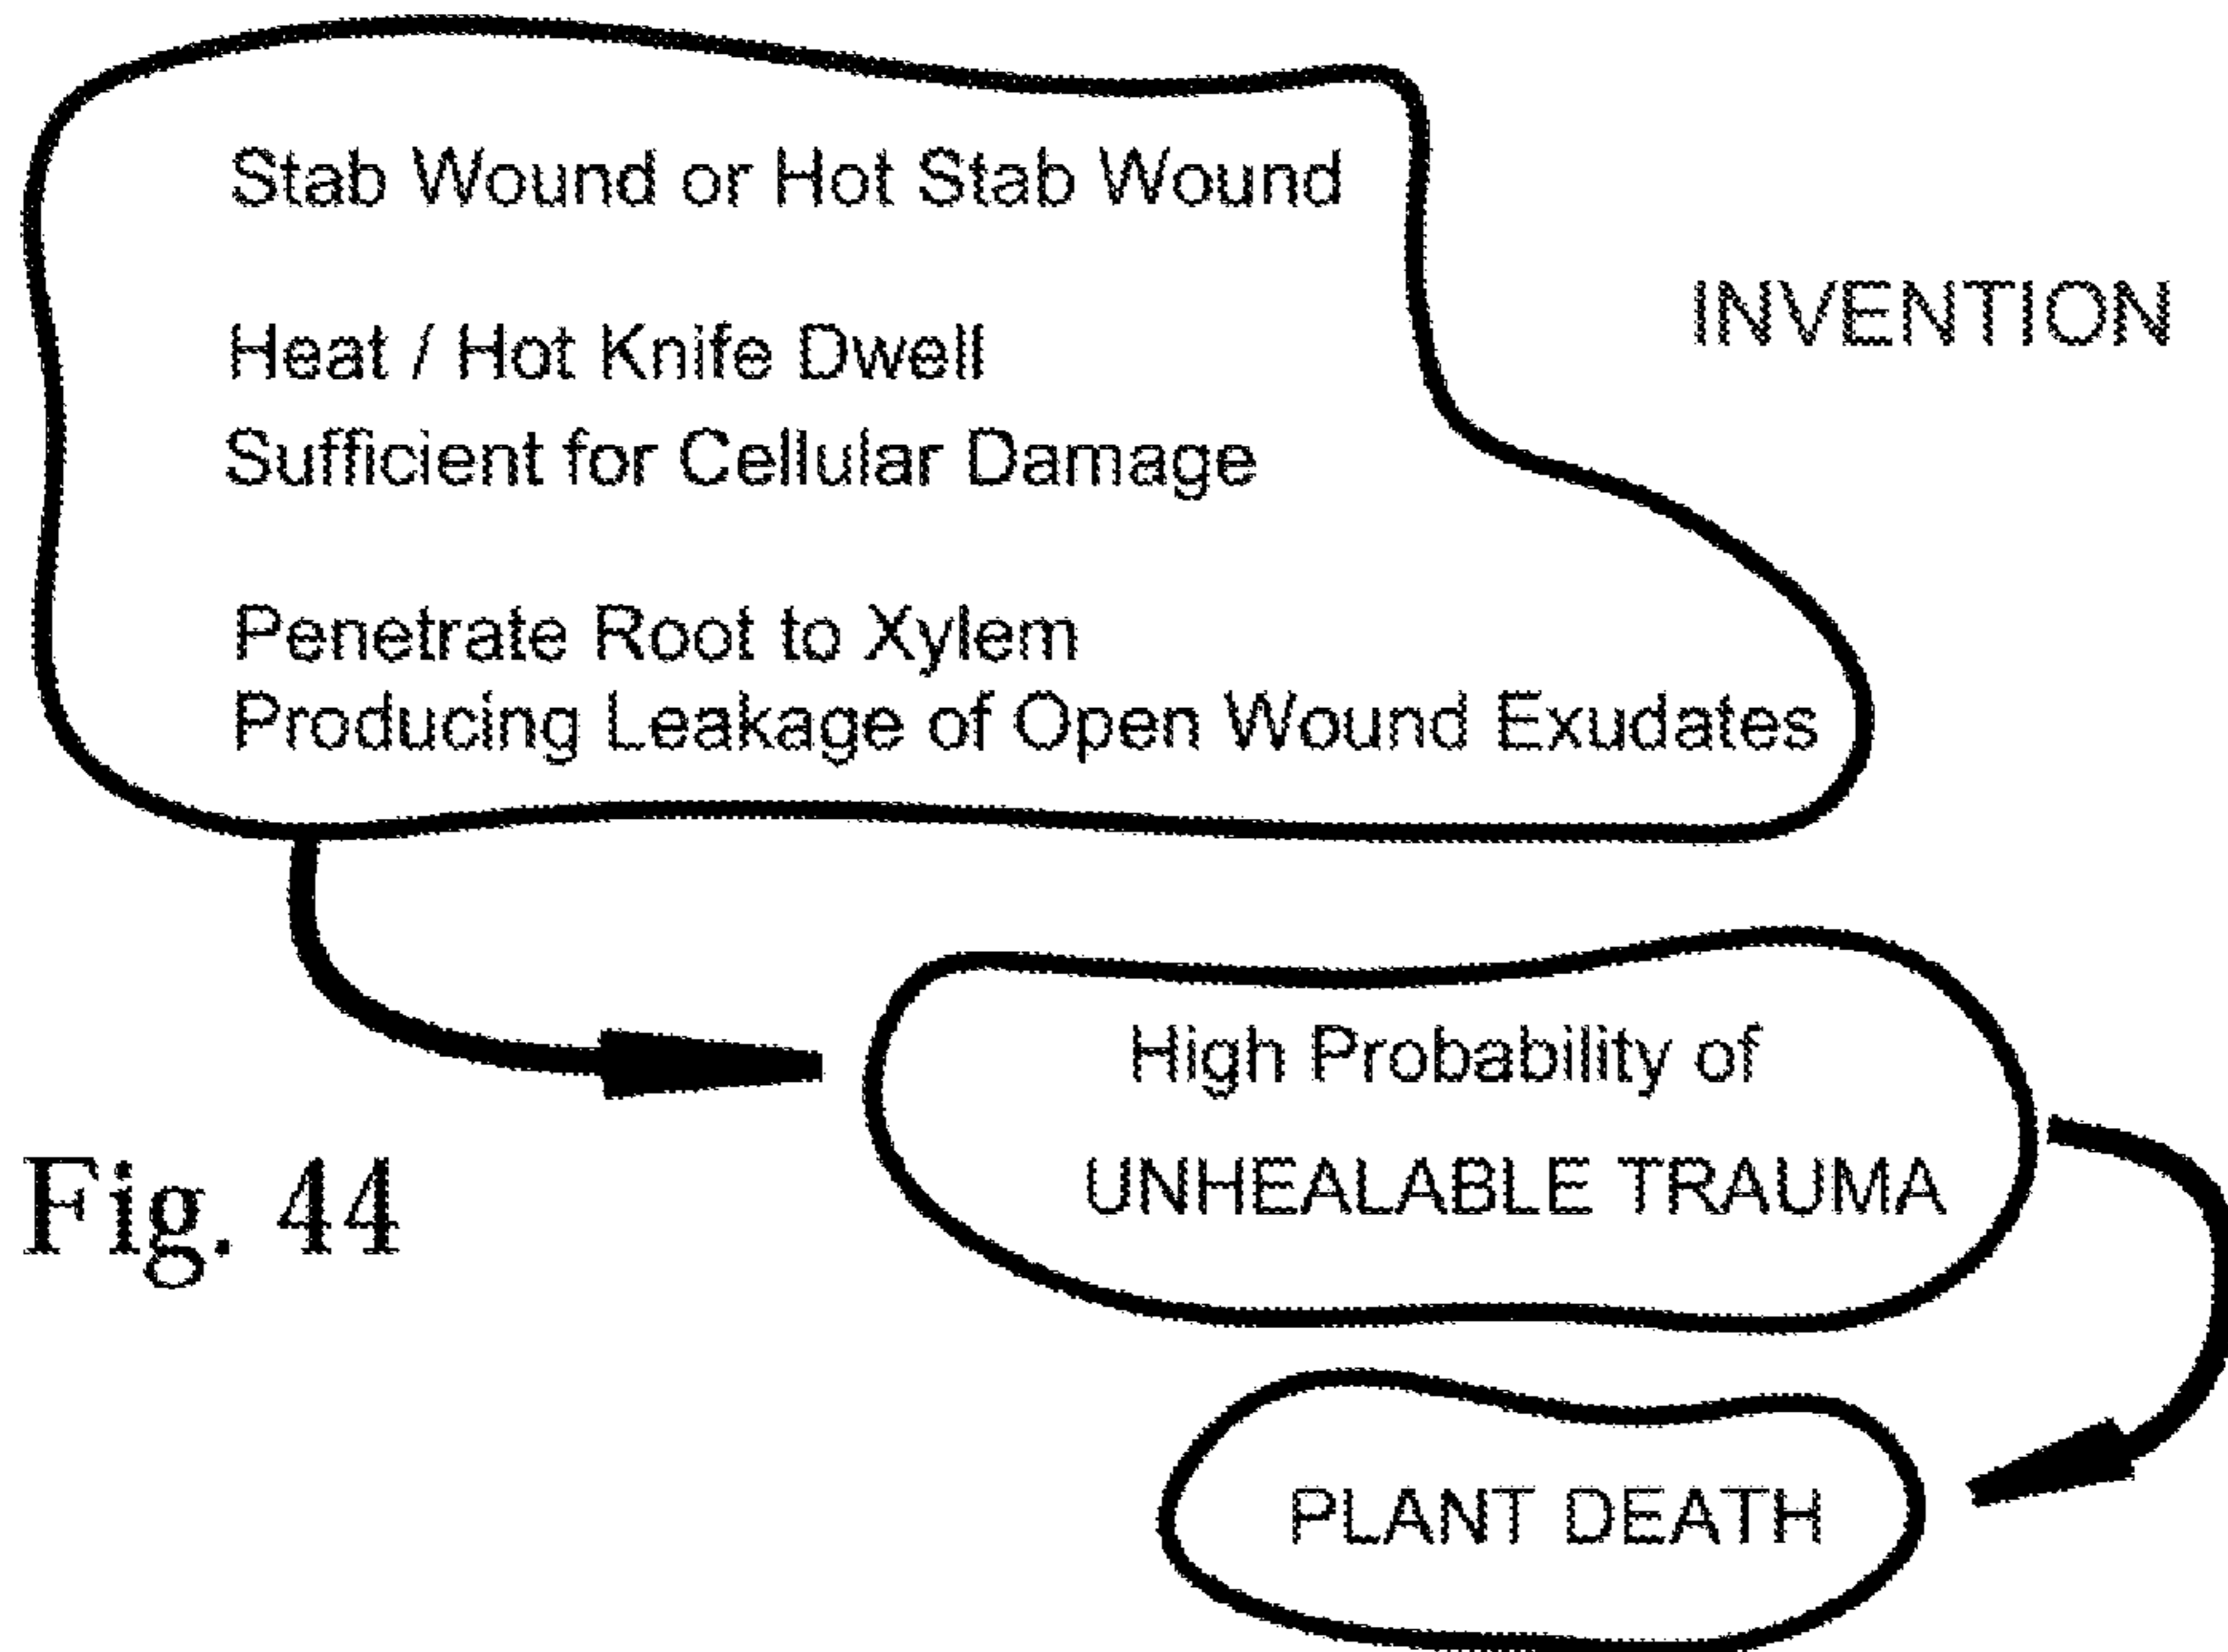 Stab Wound or Hot Stab Wound
INVENTION
Heat / Hot Knife Dwell
Sufficient for Cellular Damage
Penetrate Root to Xylem
Producing Leakage of Open Wound Exudates
High Probability of
UNHEALABLE TRAUMA
Fig. 44
PLANT DEATH